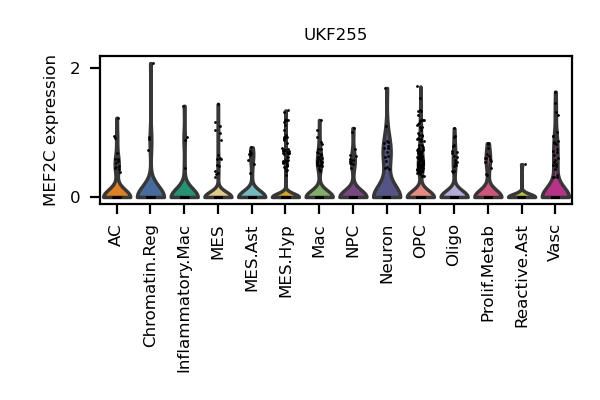 UKF255
MEF2C expression
2
0
AC
Chromatin.Reg
Inflammatory.Mac
MES
MES.Ast
MES.Hyp
Mac
NPC
Neuron
OPC
Oligo
Prolif.Metab
Reactive.Ast
Vasc